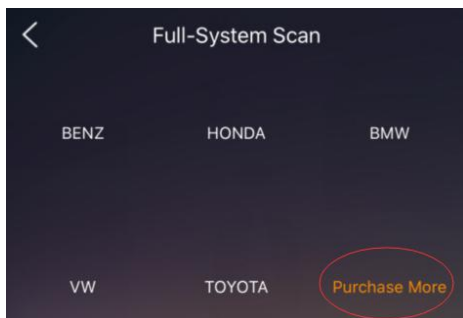 Full-System Scan
BENZ HONDA BMW
VW TOYOTA Purchase More